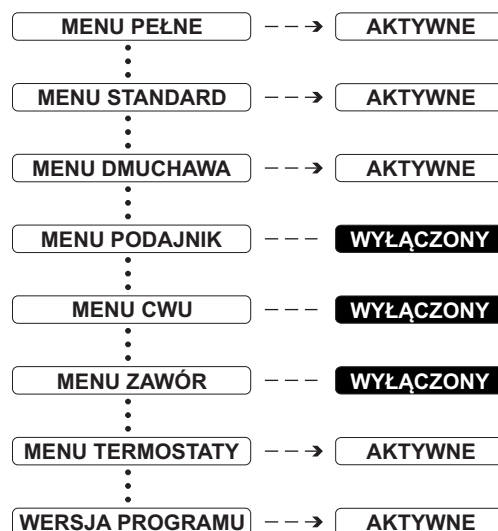 MENU PEŁNE AKTYWNE
MENU STANDARD AKTYWNE
MENU DMUCHAWA AKTYWNE
MENU PODAJNIK WYŁĄCZONY
MENU CWU WYŁĄCZONY
MENU ZAWÓR WYŁĄCZONY
MENU TERMOSTATY AKTYWNE
WERSJA PROGRAMU AKTYWNE